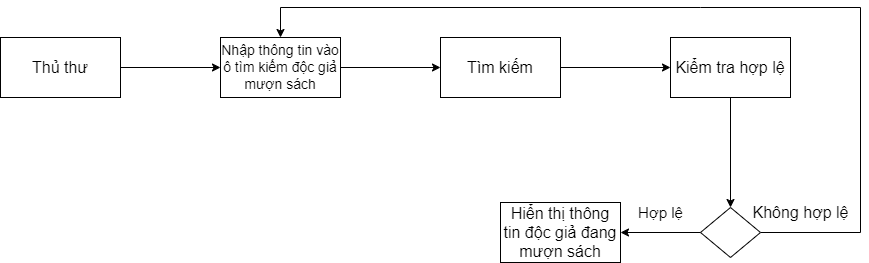 Thủ thư
Nhập thông tin vào
ô tìm kiếm độc giả
mượn sách
Tìm kiếm
Kiểm tra hợp lệ
Hiển thị thông
tin độc giả đang
mượn sách
Hợp lệ
Không hợp lệ